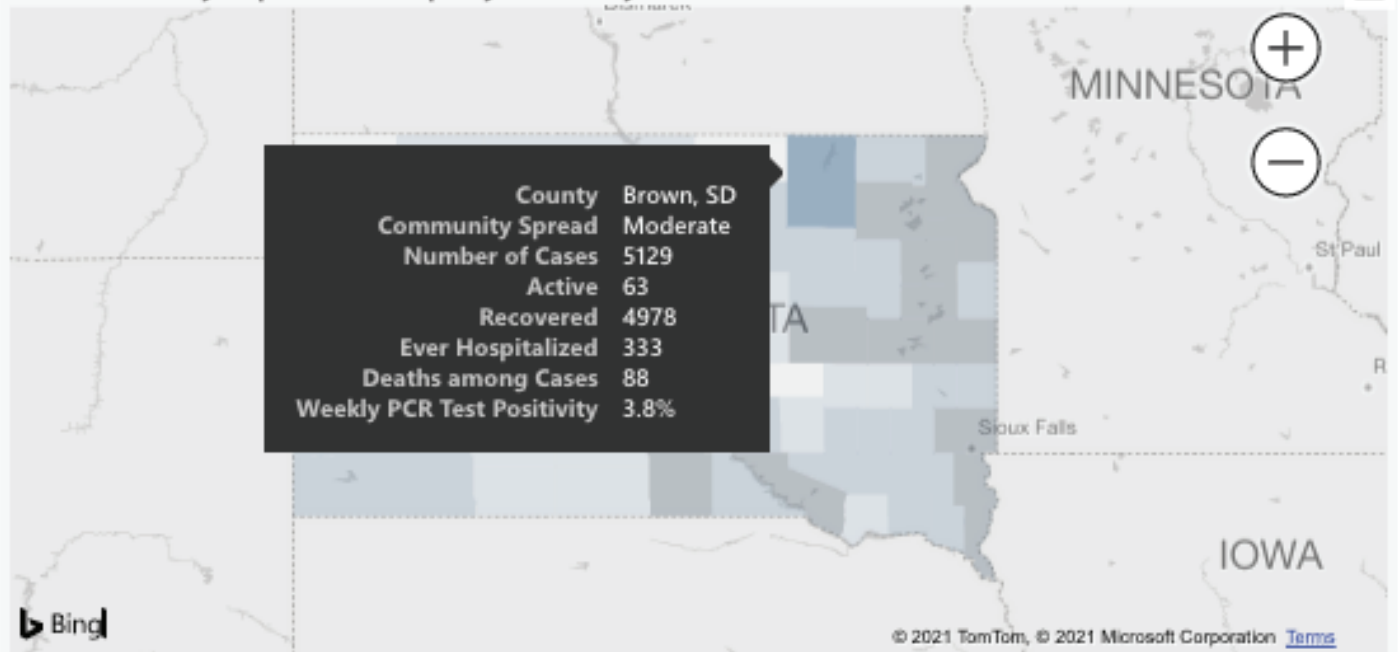 Bismarck
MINNESOTA
County Brown, SD
Community Spread Moderate
Number of Cases 5129
Active 63
Recovered 4978
Ever Hospitalized 333
Deaths among Cases 88
Weekly PCR Test Positivity 3.8%
St Paul
TA
R
Sioux Falls
IOWA
Bing
© 2021 TomTom, © 2021 Microsoft Corporation Terms